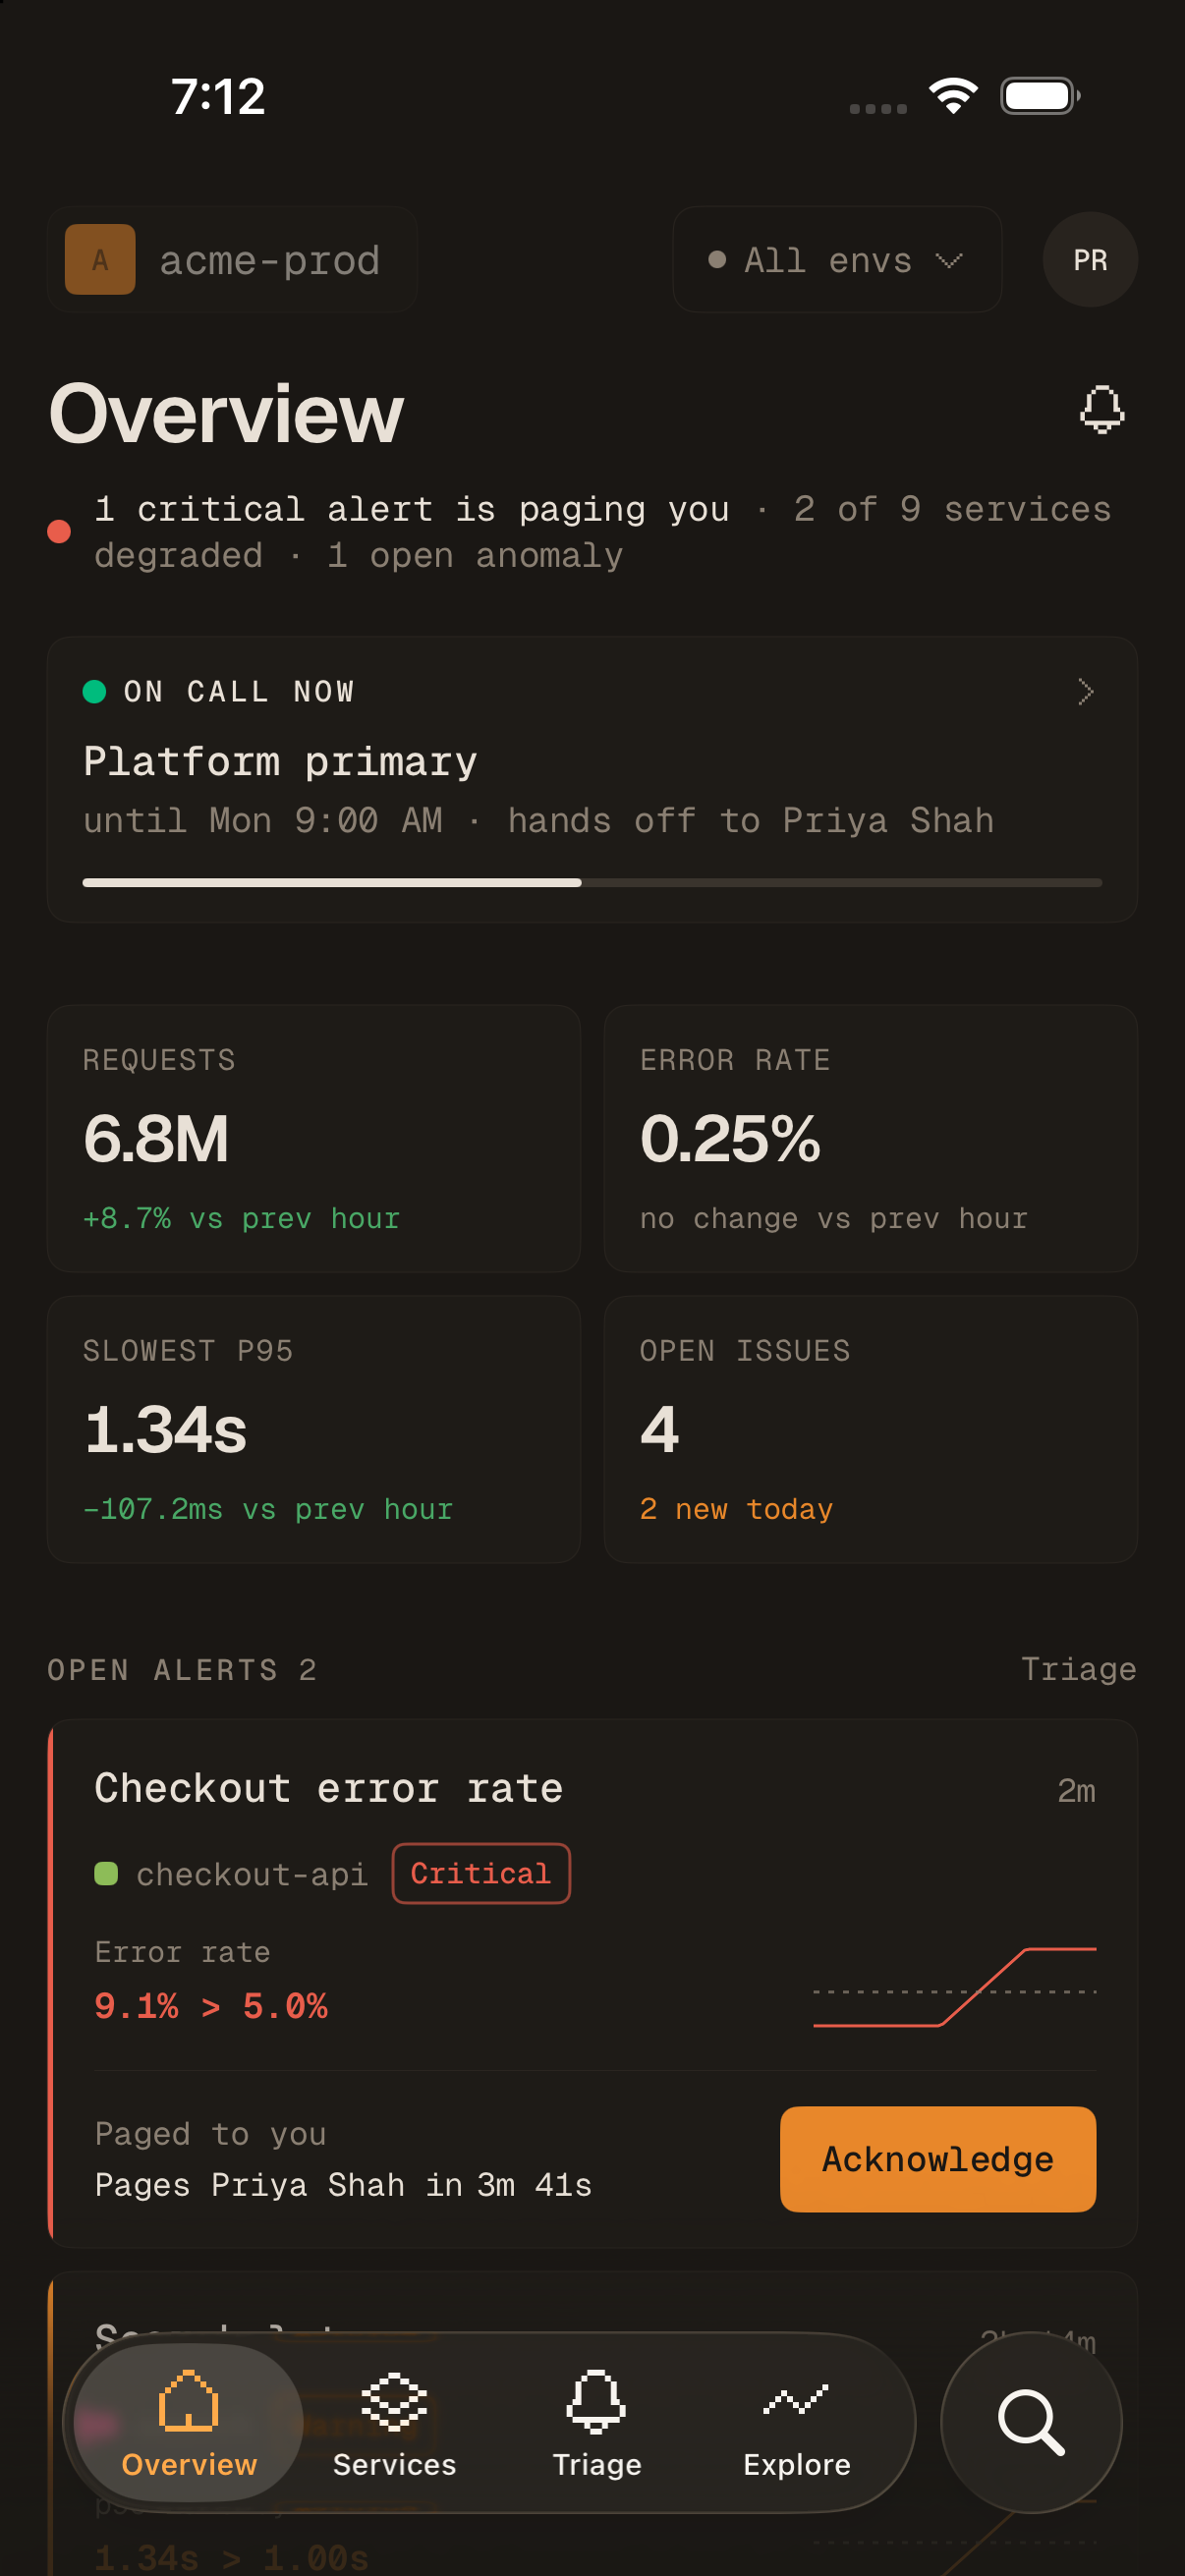 7:12
A acme-prod
All envs
PR
Overview
1 critical alert is paging you · 2 of 9 services
degraded · 1 open anomaly
ON CALL NOW
Platform primary
until Mon 9:00 AM · hands off to Priya Shah
REQUESTS
6.8M
+8.7% vs prev hour
ERROR RATE
0.25%
no change vs prev hour
SLOWEST P95
1.34s
−107.2ms vs prev hour
OPEN ISSUES
4
2 new today
OPEN ALERTS 2
Triage
Checkout error rate
2m
checkout-api
Critical
Error rate
9.1% > 5.0%
Paged to you
Pages Priya Shah in 3m 41s
Acknowledge
Overview
Services
Triage
Explore
1.34s > 1.00s